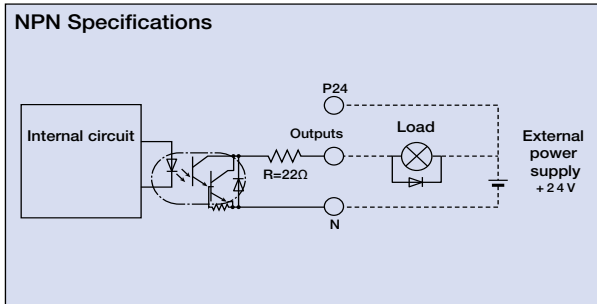 NPN Specifications
P24
Internal circuit
Outputs
Load
R=22Ω
External
power
supply
+24V
N